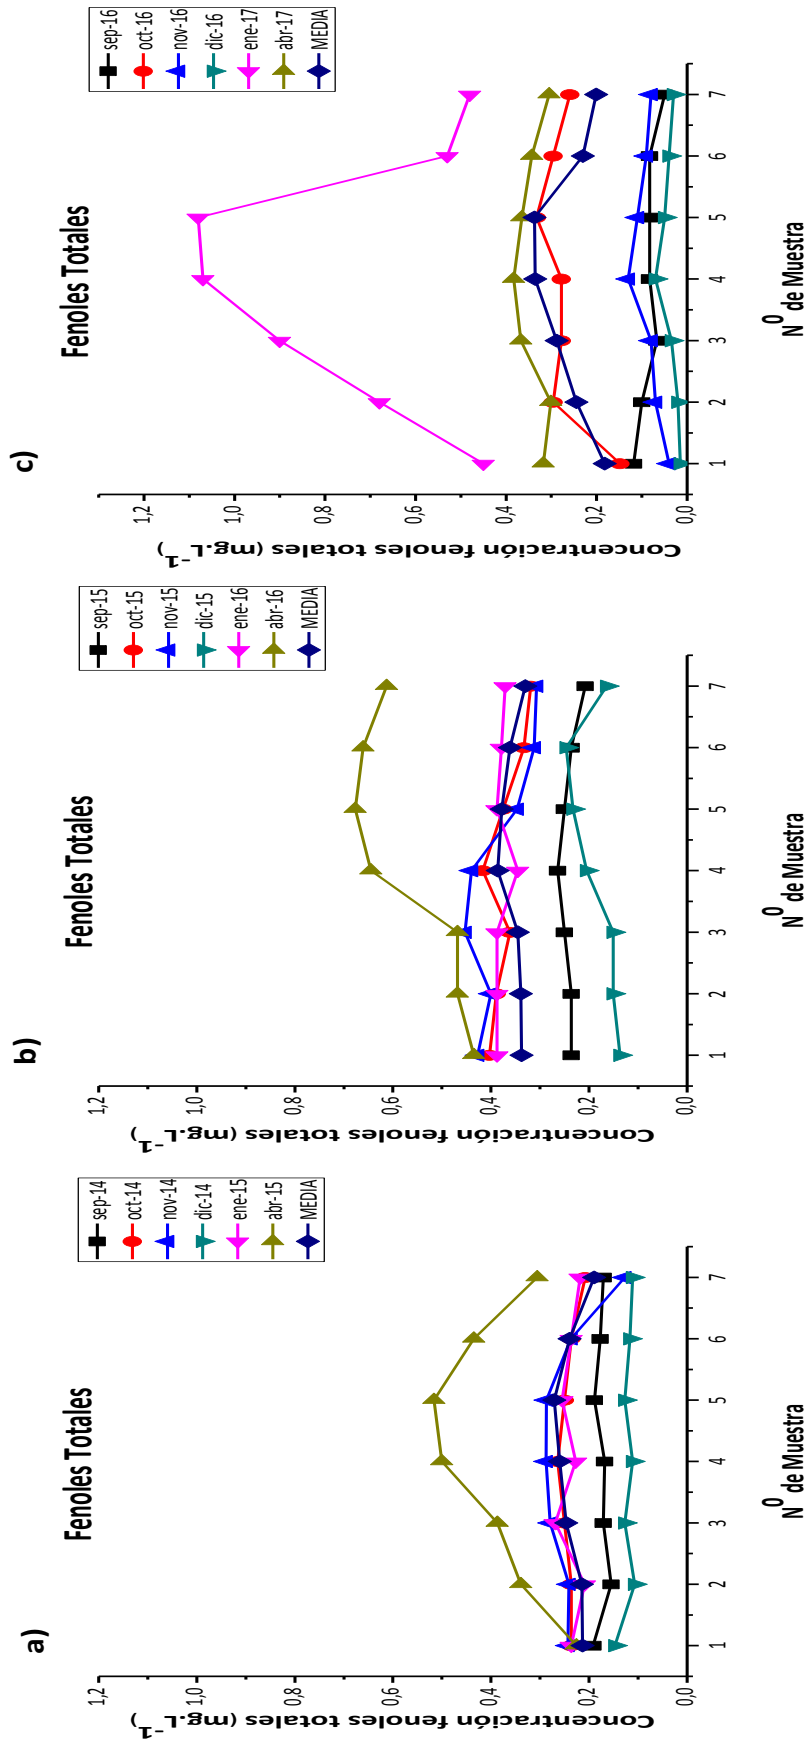 a)
Fenoles Totales
sep-14
oct-14
nov-14
dic-14
ene-15
abr-15
MEDIA
Concentración fenoles totales (mg.L⁻¹)
1,2
1,0
0,8
0,6
0,4
0,2
0,0
1 2 3 4 5 6 7
N⁰ de Muestra
b)
Fenoles Totales
sep-15
oct-15
nov-15
dic-15
ene-16
abr-16
MEDIA
Concentración fenoles totales (mg.L⁻¹)
1,2
1,0
0,8
0,6
0,4
0,2
0,0
1 2 3 4 5 6 7
N⁰ de Muestra
c)
Fenoles Totales
sep-16
oct-16
nov-16
dic-16
ene-17
abr-17
MEDIA
Concentración fenoles totales (mg.L⁻¹)
1,2
1,0
0,8
0,6
0,4
0,2
0,0
1 2 3 4 5 6 7
N⁰ de Muestra